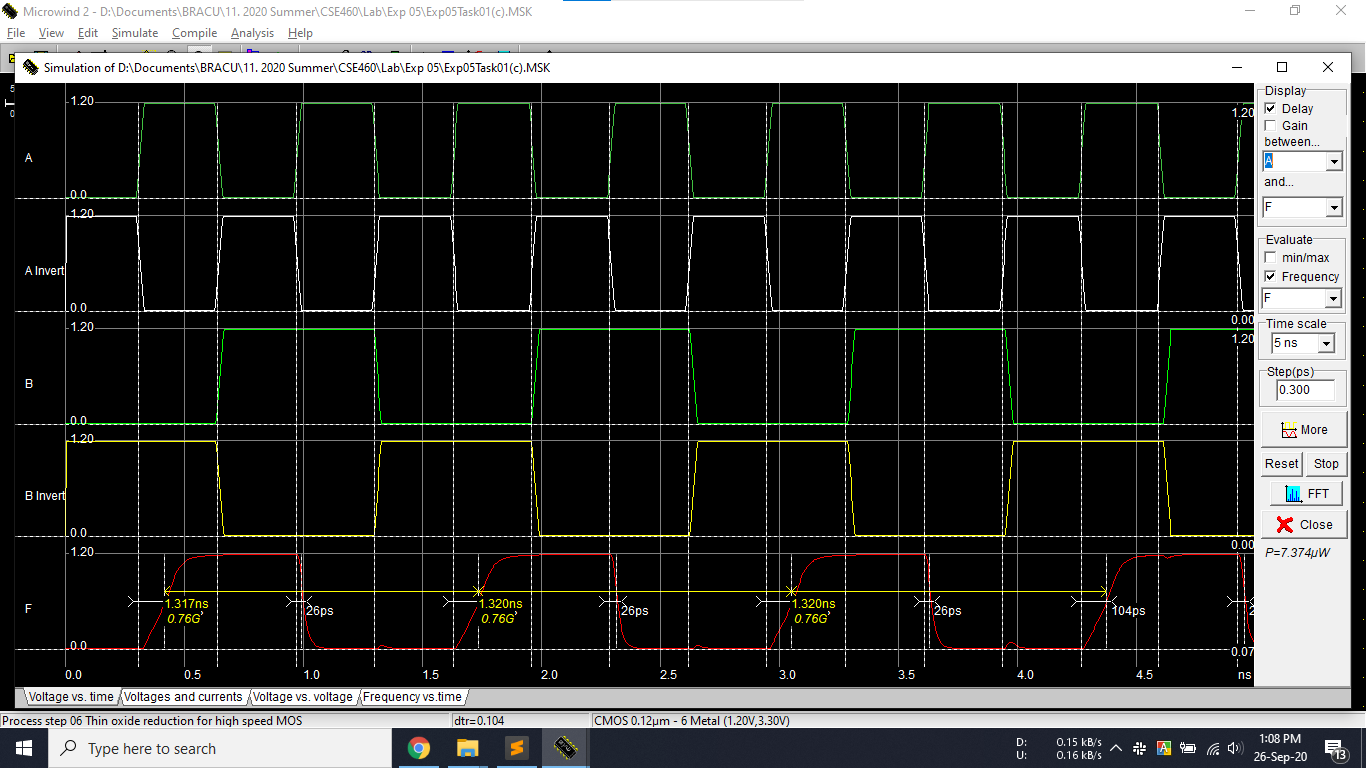 Microwind 2 - D:\Documents\BRACU\11. 2020 Summer\CSE460\Lab\Exp 05\Exp05Task01(c).MSK
File View Edit Simulate Compile Analysis Help
Simulation of D:\Documents\BRACU\11. 2020 Summer\CSE460\Lab\Exp 05\Exp05Task01(c).MSK
5
0
1.20
A
0.0
1.20
1.20
A Invert
0.0
0.00
1.20
1.20
B
0.0
1.20
B Invert
0.0
0.00
1.20
F
1.317ns
0.76G
26ps
1.320ns
0.76G
26ps
1.320ns
0.76G
26ps
104ps
2
0.0
0.07
0.0 0.5 1.0 1.5 2.0 2.5 3.0 3.5 4.0 4.5 ns
Display
Delay
Gain
between...
A
and...
F
Evaluate
min/max
Frequency
F
Time scale
5 ns
Step(ps)
0.300
More
Reset Stop
FFT
Close
P=7.374µW
Voltage vs. time Voltages and currents Voltage vs. voltage Frequency vs.time
Process step 06 Thin oxide reduction for high speed MOS dtr=0.104 CMOS 0.12µm - 6 Metal (1.20V,3.30V)
Type here to search
D: 0.15 kB/s
U: 0.16 kB/s
A
1:08 PM
26-Sep-20
13